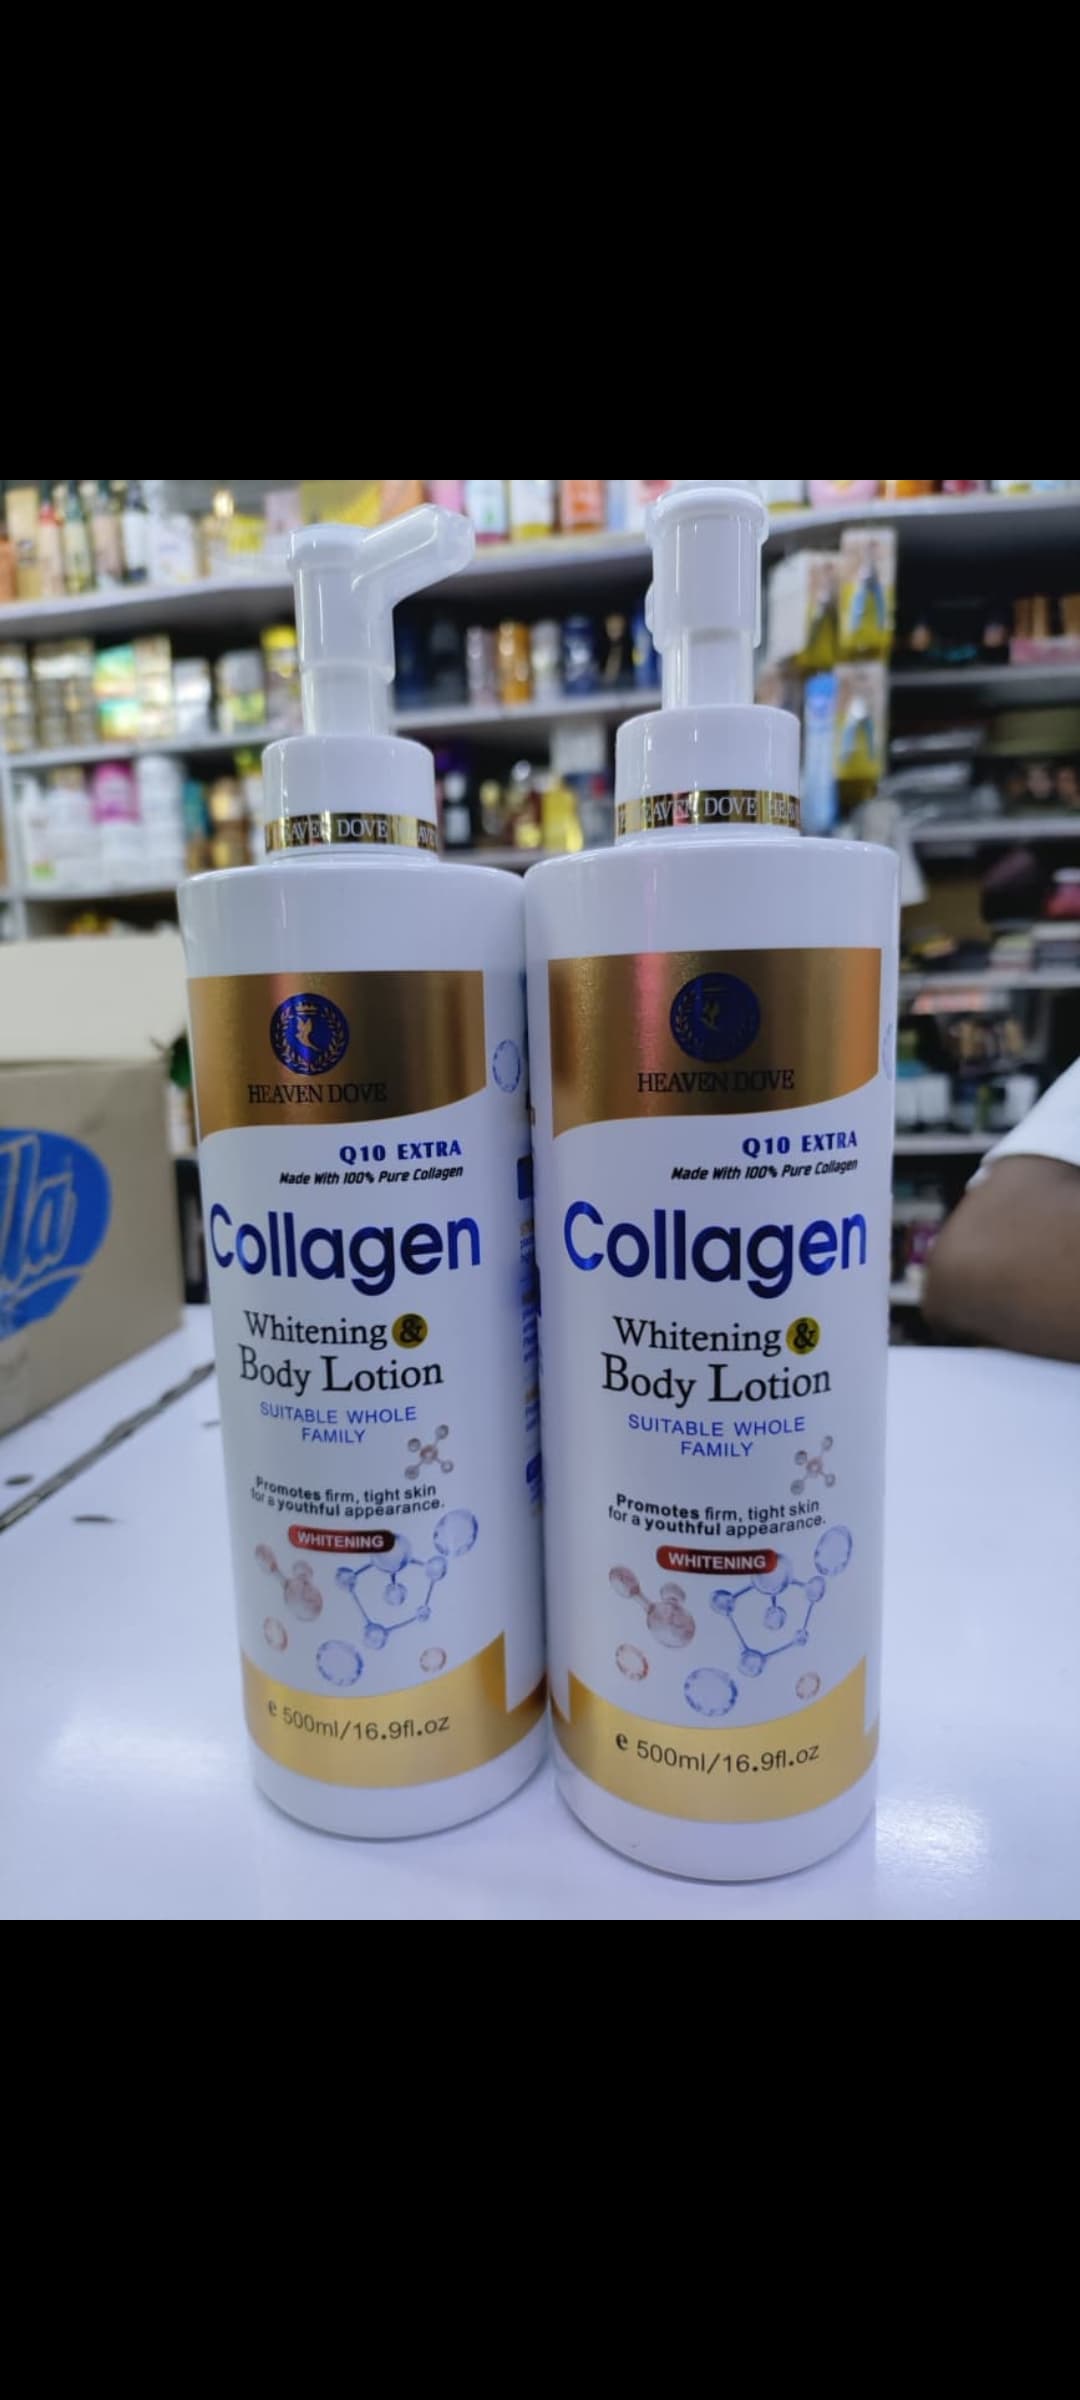 HEAVEN DOVE
Q10 EXTRA
Made With 100% Pure Collagen
Collagen
Whitening &
Body Lotion
SUITABLE WHOLE
FAMILY
Promotes firm, tight skin
for a youthful appearance.
WHITENING
e 500ml/16.9fl.oz
EAVEN DOVE HEAV
HEAVEN DOVE
Q10 EXTRA
Made With 100% Pure Collagen
Collagen
Whitening &
Body Lotion
SUITABLE WHOLE
FAMILY
Promotes firm, tight skin
for a youthful appearance.
WHITENING
e 500ml/16.9fl.oz